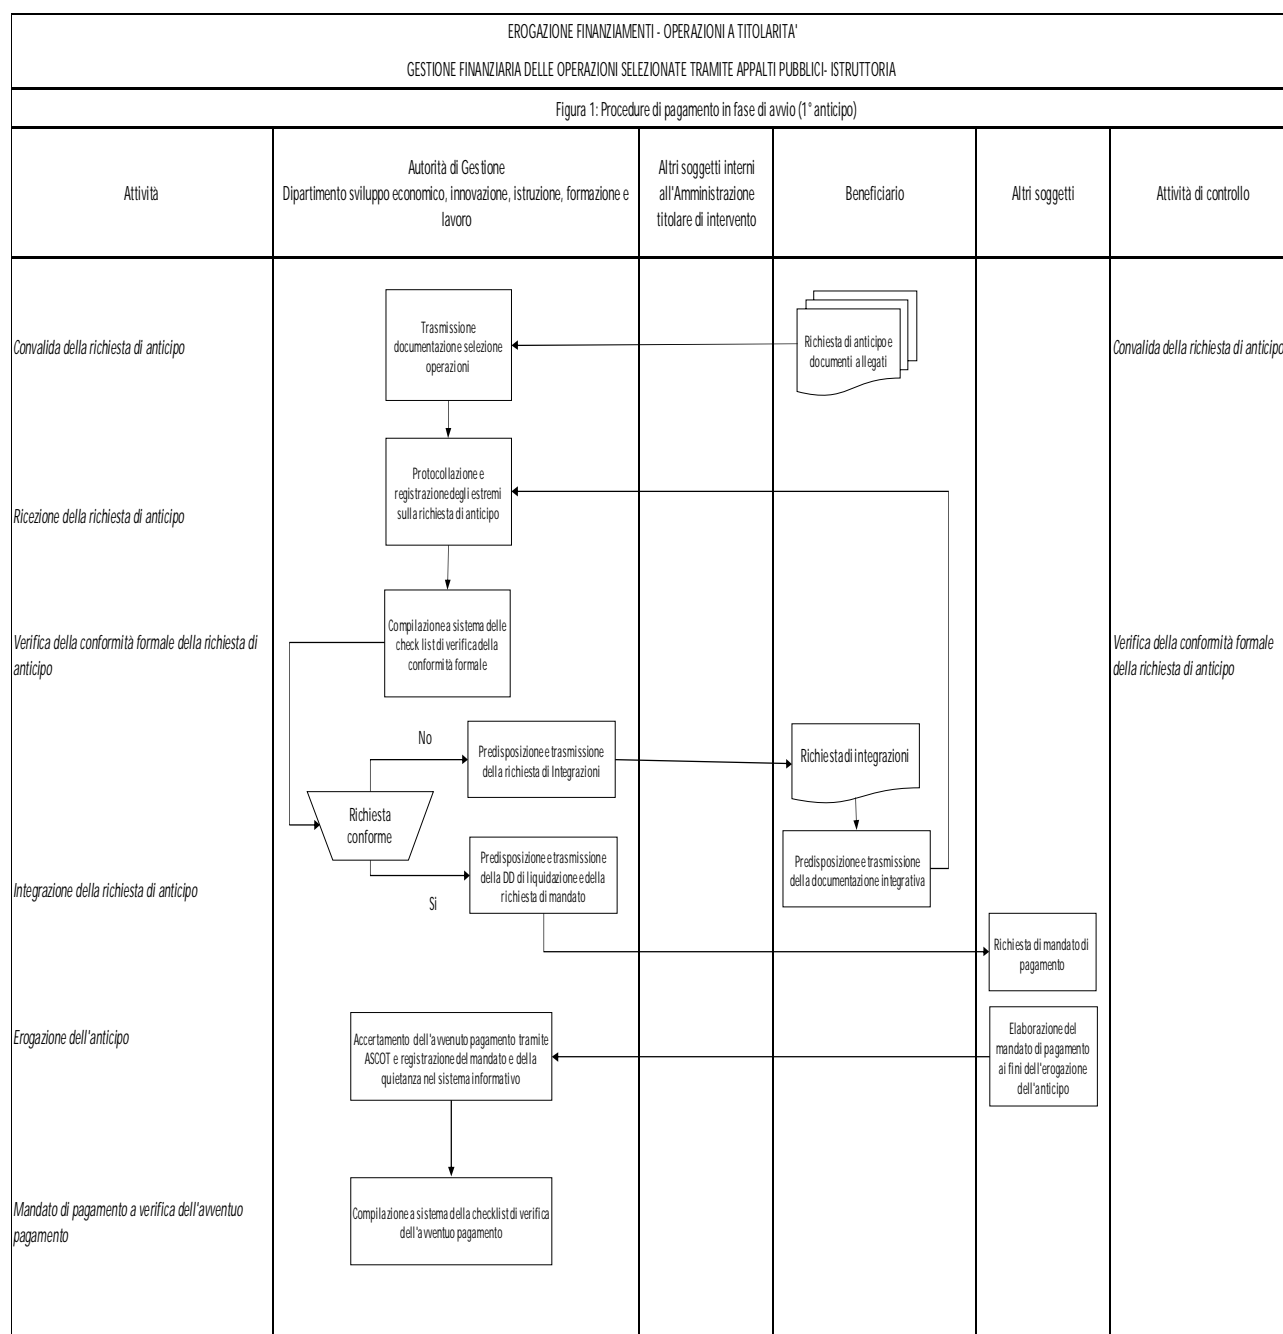 EROGAZIONE FINANZIAMENTI - OPERAZIONI A TITOLARITA'
GESTIONE FINANZIARIA DELLE OPERAZIONI SELEZIONATE TRAMITE APPALTI PUBBLICI- ISTRUTTORIA
Figura 1: Procedure di pagamento in fase di avvio (1° anticipo)
Attività
Autorità di Gestione
Dipartimento sviluppo economico, innovazione, istruzione, formazione e
lavoro
Altri soggetti interni
all'Amministrazione
titolare di intervento
Beneficiario
Altri soggetti
Attività di controllo
Convalida della richiesta di anticipo
Trasmissione
documentazione selezione
operazioni
Richiesta di anticipo e
documenti allegati
Convalida della richiesta di anticipo
Ricezione della richiesta di anticipo
Protocollazione e
registrazione degli estremi
sulla richiesta di anticipo
Verifica della conformità formale della richiesta di
anticipo
Compilazione a sistema delle
check list di verifica della
conformità formale
Verifica della conformità formale
della richiesta di anticipo
No
Predisposizione e trasmissione
della richiesta di Integrazioni
Richiesta di integrazioni
Richiesta
conforme
Integrazione della richiesta di anticipo
Si
Predisposizione e trasmissione
della DD di liquidazione e della
richiesta di mandato
Predisposizione e trasmissione
della documentazione integrativa
Richiesta di mandato di
pagamento
Erogazione dell'anticipo
Accertamento dell'avvenuto pagamento tramite
ASCOT e registrazione del mandato e della
quietanza nel sistema informativo
Elaborazione del
mandato di pagamento
ai fini dell'erogazione
dell'anticipo
Mandato di pagamento a verifica dell'avventuo
pagamento
Compilazione a sistema della checklist di verifica
dell'avventuo pagamento